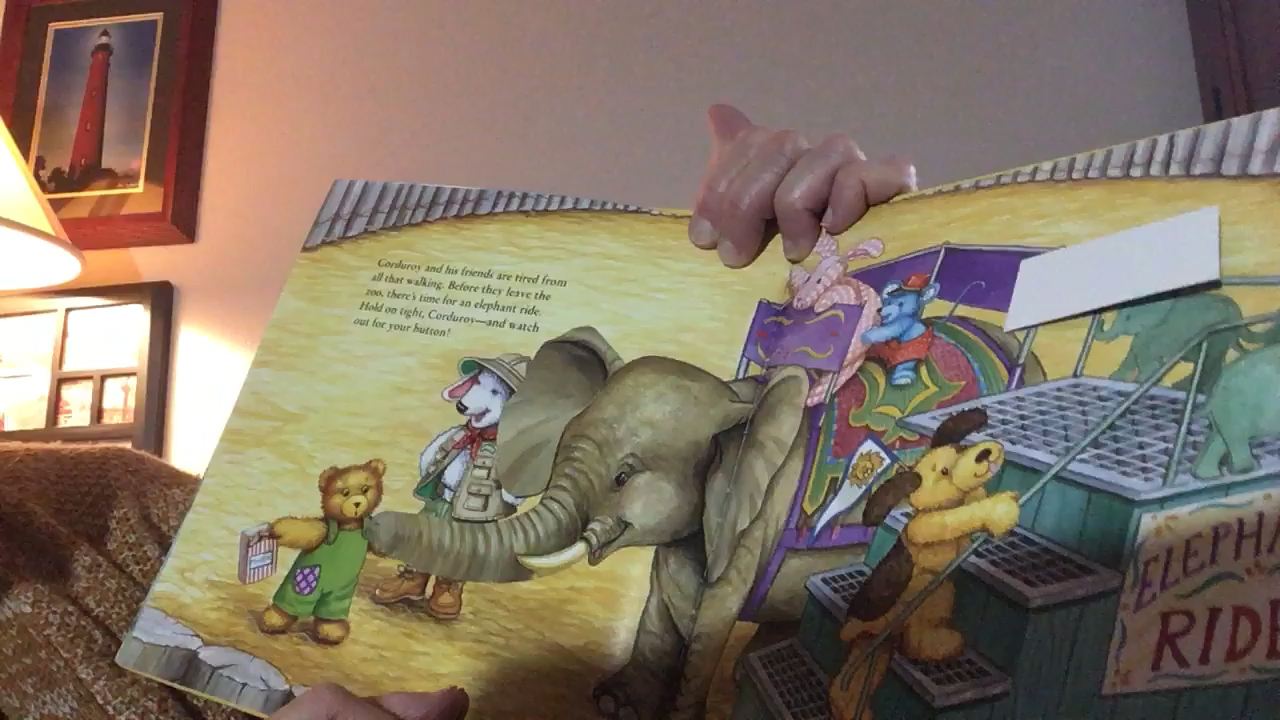 Corduroy and his friends are tired from
all that walking. Before they leave the
zoo, there's time for an elephant ride.
Hold on tight, Corduroy—and watch
out for your button!
ELEPHA
RIDE